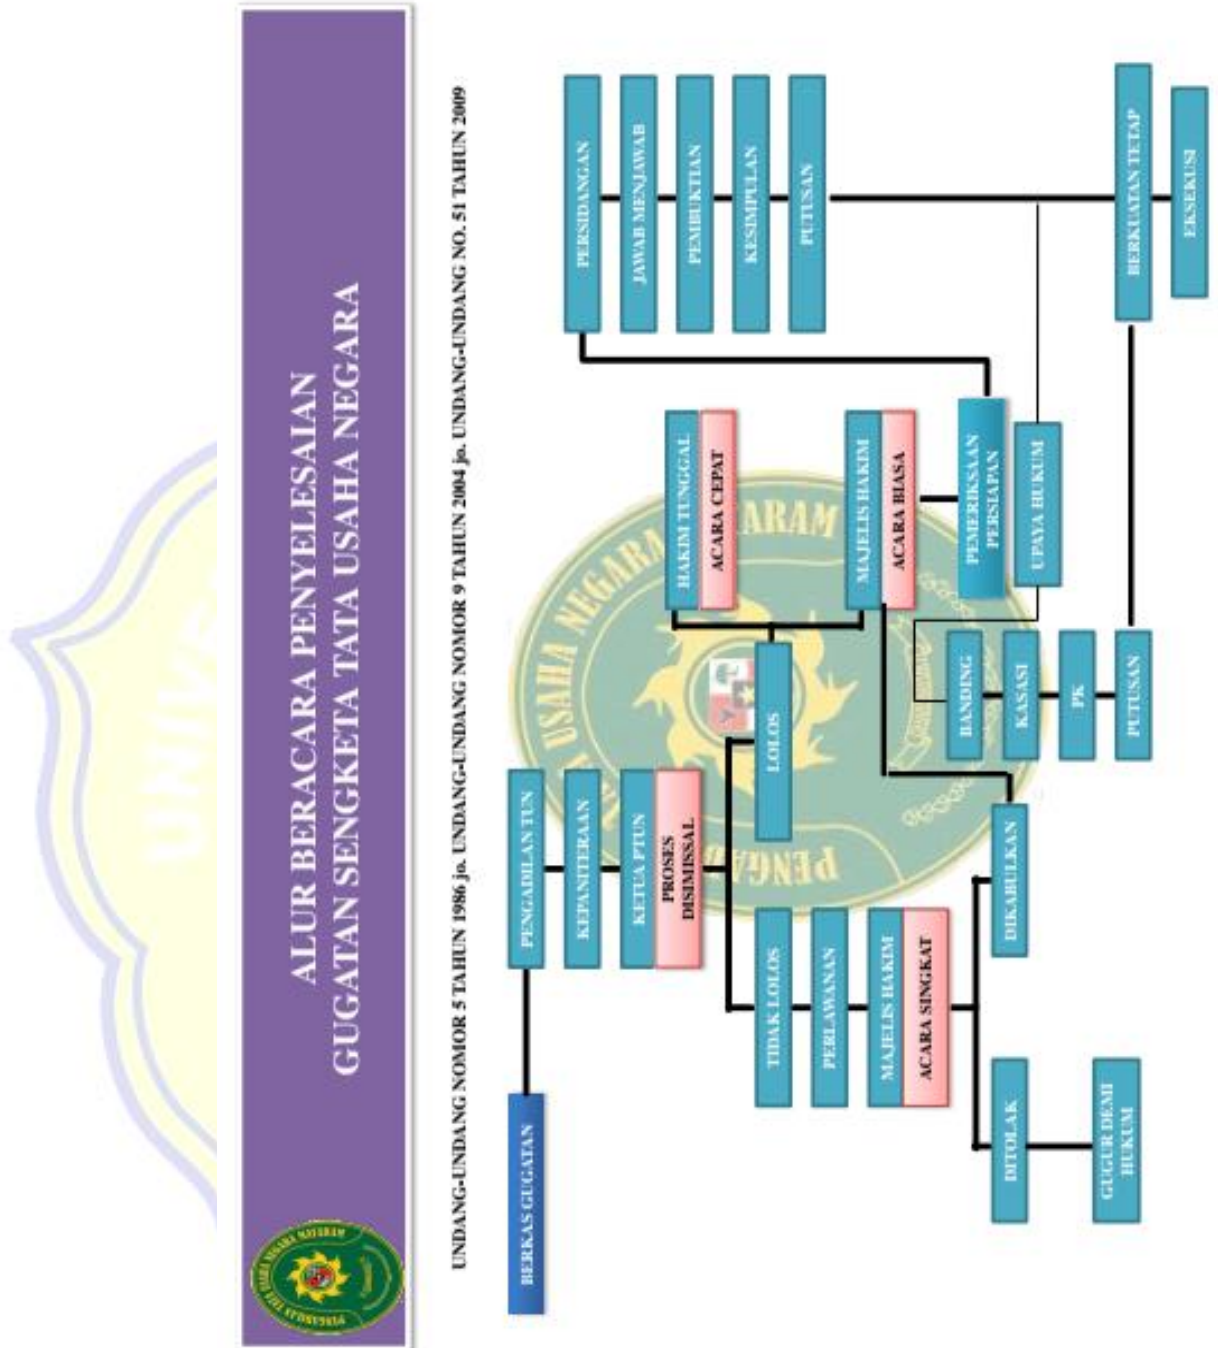 ALUR BERACARA PENYELESAIAN
GUGATAN SENGKETA TATA USAHA NEGARA
UNDANG-UNDANG NOMOR 5 TAHUN 1986 jo. UNDANG-UNDANG NOMOR 9 TAHUN 2004 jo. UNDANG-UNDANG NO. 51 TAHUN 2009
BERKAS GUGATAN
PENGADILAN TUN
KEPANITERAAN
KETUA PTUN
PROSES
DISIMISSAL
TIDAK LOLOS
PERLAWANAN
MAJELIS HAKIM
ACARA SINGKAT
DITOLAK
GUGUR DEMI
HUKUM
DIKABULKAN
LOLOS
HAKIM TUNGGAL
ACARA CEPAT
MAJELIS HAKIM
ACARA BIASA
PEMERIKSAAN
PERSIAPAN
PERSIDANGAN
JAWAB MENJAWAB
PEMBUKTIAN
KESIMPULAN
PUTUSAN
UPAYA HUKUM
BANDING
KASASI
PK
PUTUSAN
BERKUATAN TETAP
EKSEKUSI